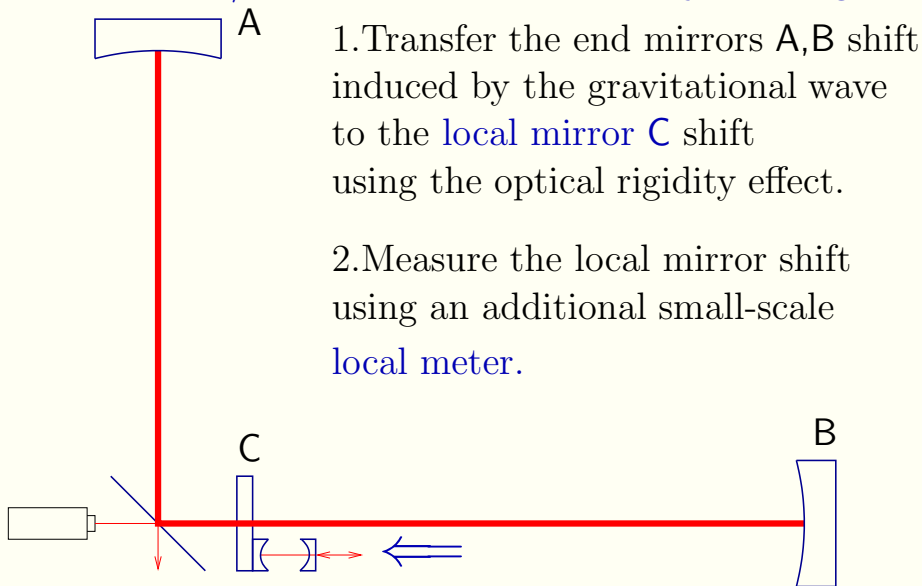 A
1.Transfer the end mirrors A,B shift
induced by the gravitational wave
to the local mirror C shift
using the optical rigidity effect.
2.Measure the local mirror shift
using an additional small-scale
local meter.
C
B